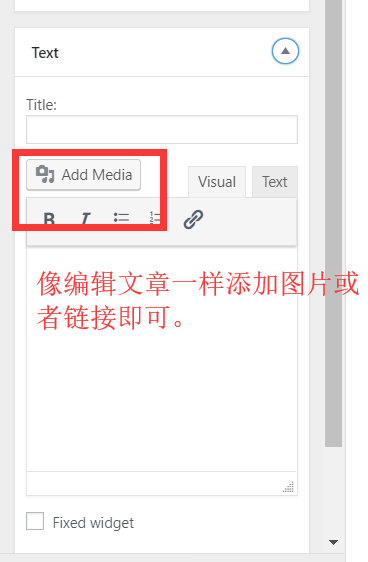 Text
Title:
Add Media
Visual Text
B I
像编辑文章一样添加图片或
者链接即可。
Fixed widget